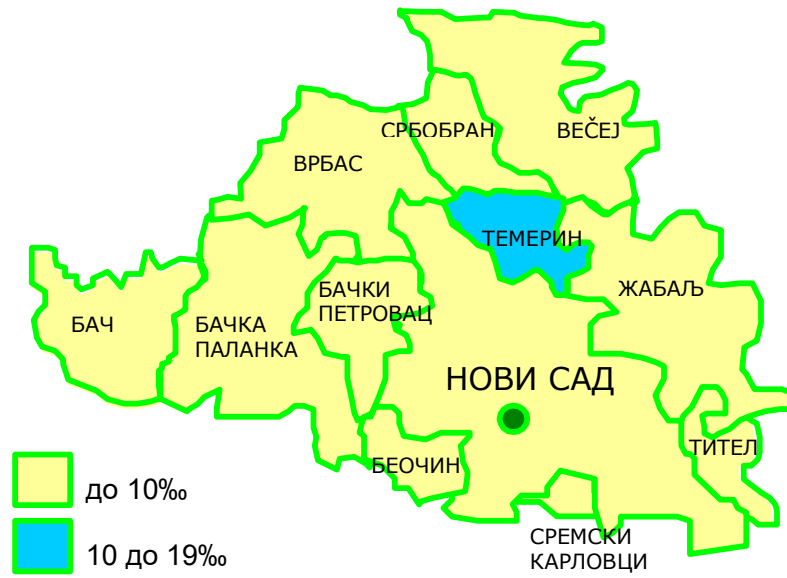 СРБОБРАН
ВЕČЕЈ
ВРБАС
ТЕМЕРИН
БАЧ
БАЧКА
ПАЛАНКА
БАЧКИ
ПЕТРОВАЦ
ЖАБАЉ
НОВИ САД
ТИТЕЛ
БЕОЧИН
СРЕМСКИ
КАРЛОВЦИ
до 10‰
10 до 19‰